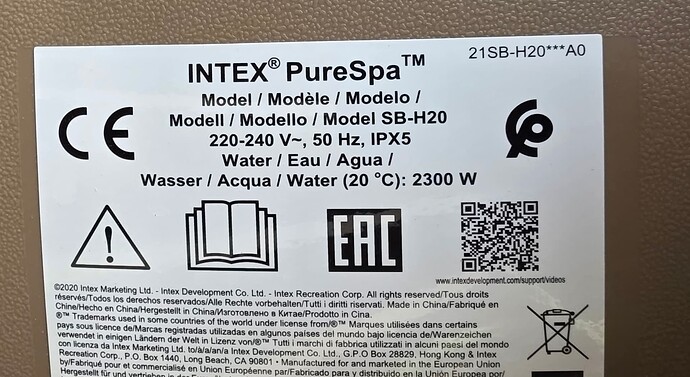 21SB-H20***A0
INTEX® PureSpa™
Model / Modèle / Modelo /
Modell / Modello / Model SB-H20
220-240 V~, 50 Hz, IPX5
Water / Eau / Agua /
Wasser / Acqua / Water (20 °C): 2300 W
CE
EAC
www.intexdevelopment.com/support/videos
©2020 Intex Marketing Ltd. - Intex Development Co. Ltd. - Intex Recreation Corp. All rights reserved/Tous droits
réservés/Todos los derechos reservados/Alle Rechte vorbehalten/Tutti i diritti riservati. Made in China/Fabriqué en
Chine/Hecho en China/Hergestellt in China/Изготовлено в Китае/Prodotto in Cina.
®™ Trademarks used in some countries of the world under license from/®™ Marques utilisées dans certains
pays sous licence de/Marcas registradas utilizadas en algunos países del mundo bajo licencia de/Warenzeichen
verwendet in einigen Ländern der Welt in Lizenz von/®™ Tutti i marchi di fabbrica utilizzati in alcuni paesi del mondo
con licenza da Intex Marketing Ltd. to/à/a/an/a Intex Development Co. Ltd., G.P.O Box 28829, Hong Kong & Intex
Recreation Corp., P.O. Box 1440, Long Beach, CA 90801 • Manufactured for and marketed in the European Union
by/Fabriqué pour et commercialisé en Union Européenne par/Fabricado para y distribuido en la Unión Europea
Hergestellt für und vertrieben in der